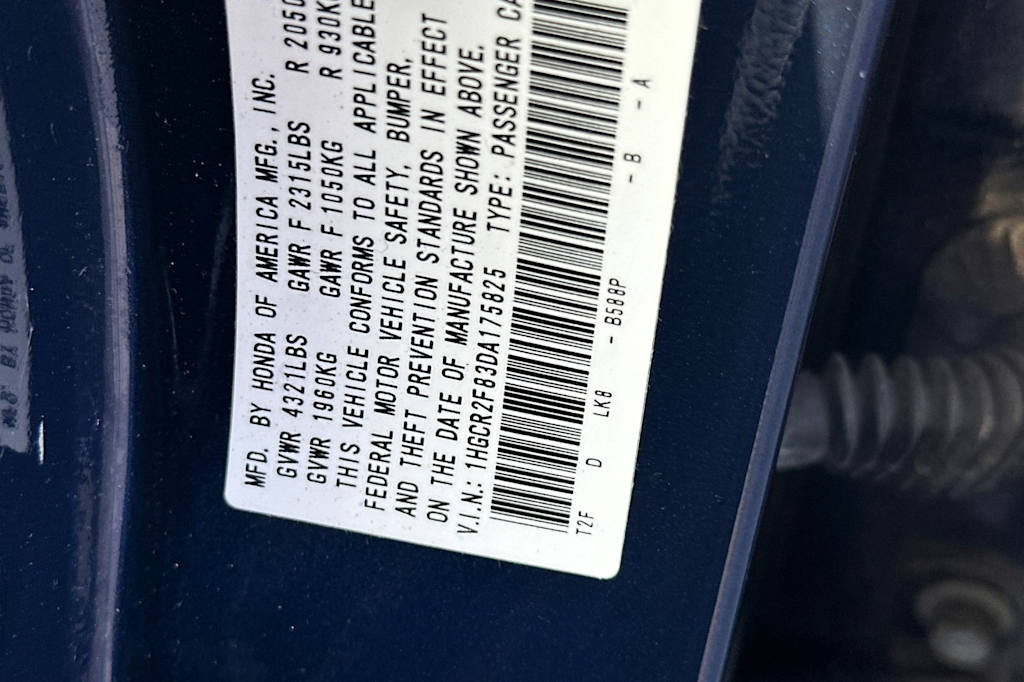 MFD. BY HONDA OF AMERICA MFG., INC.
GVWR 4321LBS GAWR F 2315LBS R 2050
GVWR 1960KG GAWR F 1050KG R 930KG
THIS VEHICLE CONFORMS TO ALL APPLICABLE
FEDERAL MOTOR VEHICLE SAFETY, BUMPER,
AND THEFT PREVENTION STANDARDS IN EFFECT
ON THE DATE OF MANUFACTURE SHOWN ABOVE.
V.I.N.: 1HGCR2F83DA175825 TYPE: PASSENGER CA
T2F D LK8 - B588P - B - A